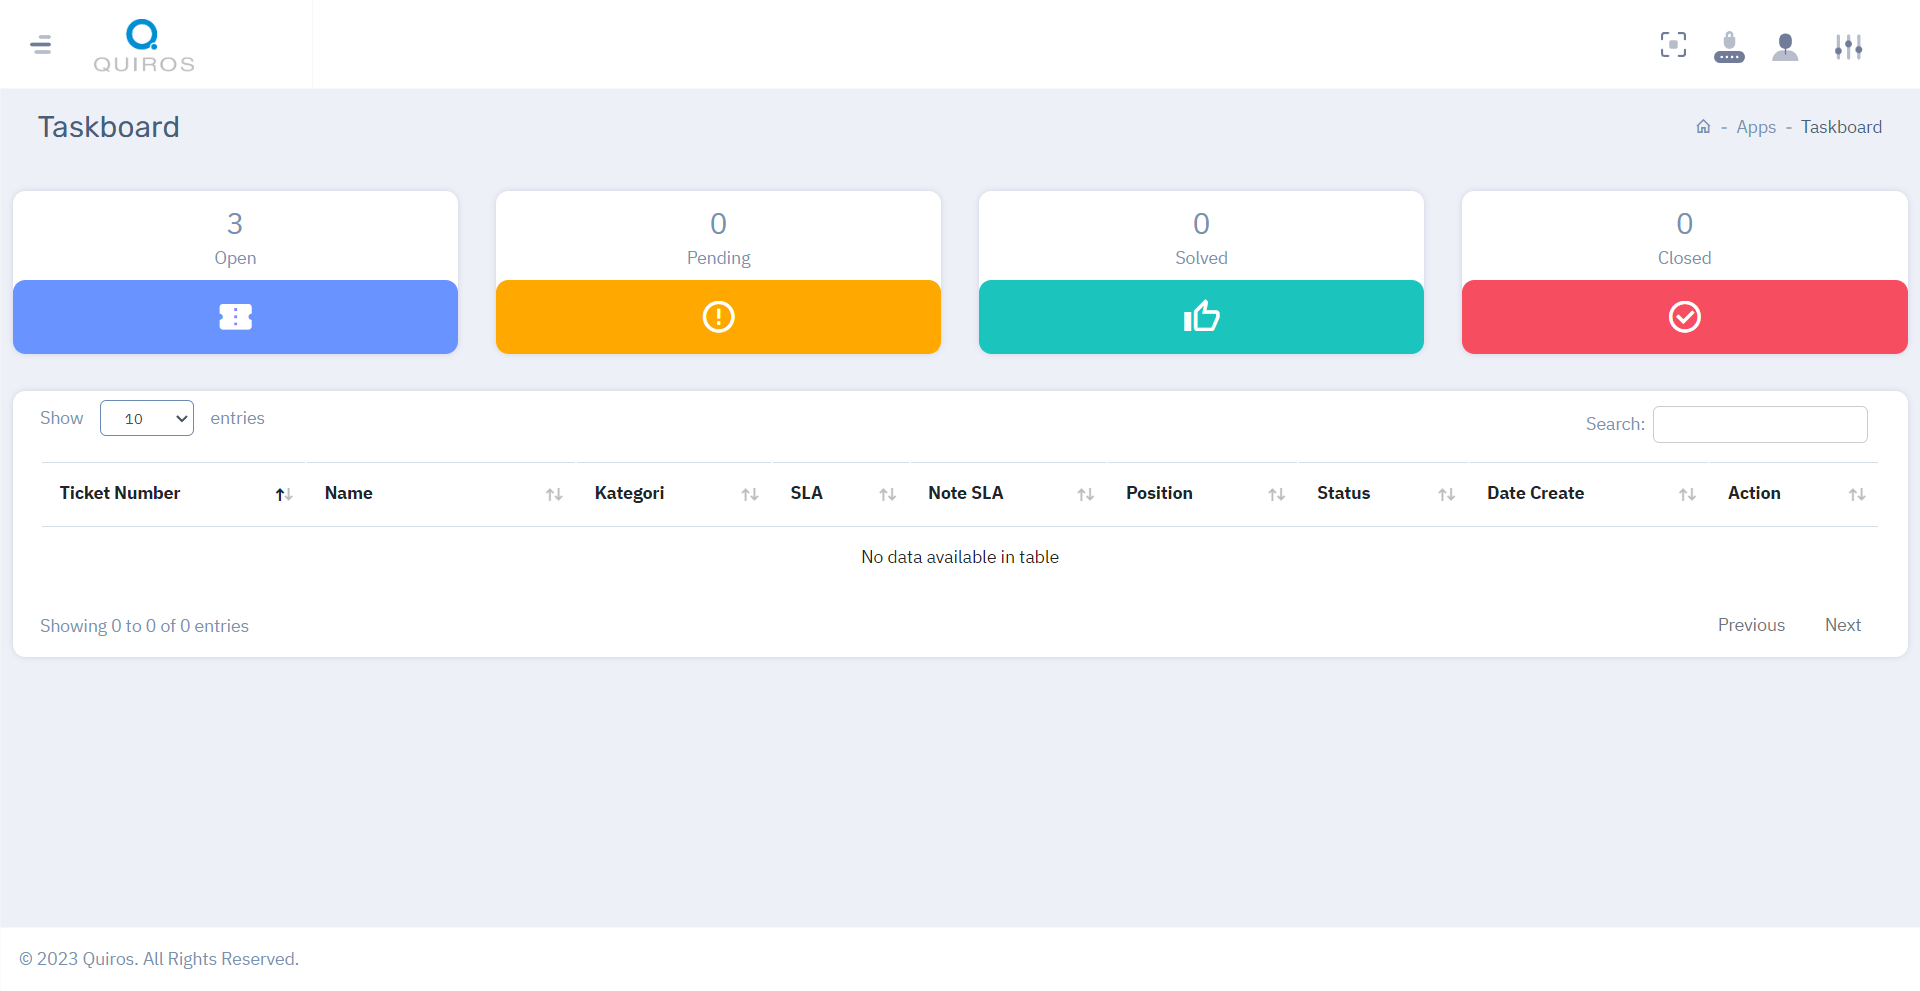 QUIROS
Taskboard
- Apps - Taskboard
3
Open
0
Pending
0
Solved
0
Closed
Show 10 entries
Search:
Ticket Number Name Kategori SLA Note SLA Position Status Date Create Action
No data available in table
Showing 0 to 0 of 0 entries
Previous Next
© 2023 Quiros. All Rights Reserved.